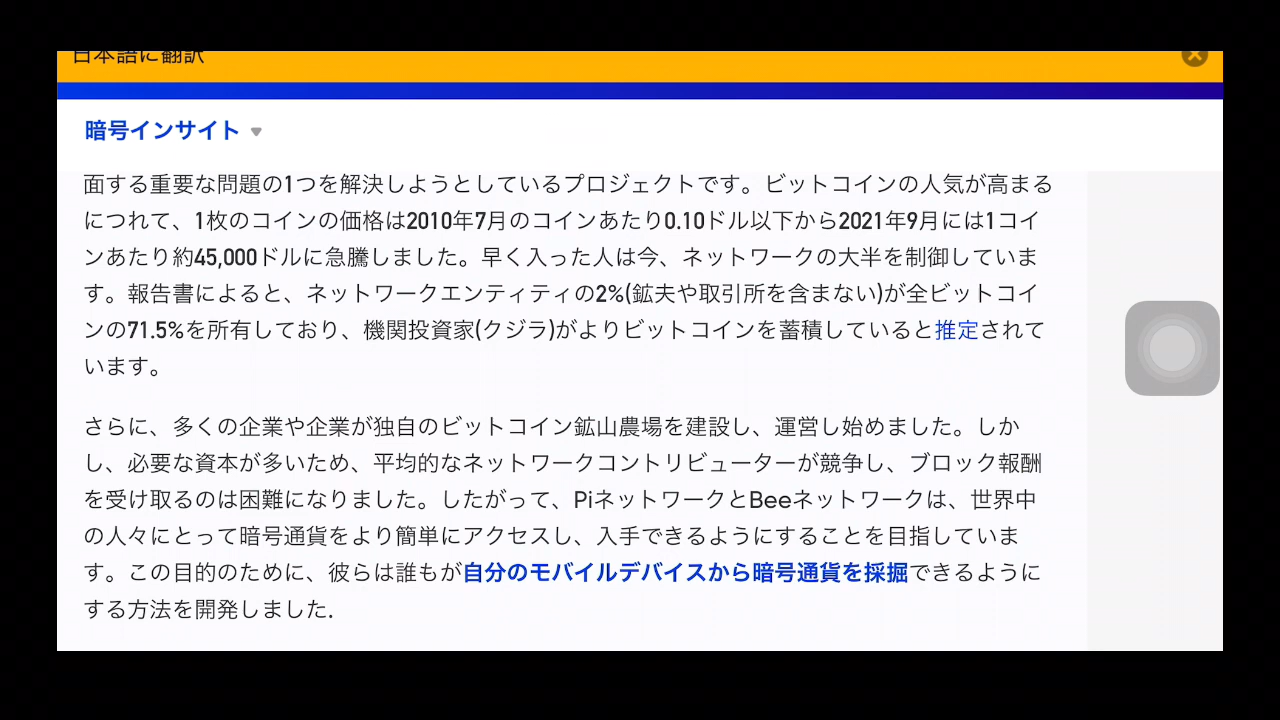 日本語に翻訳
暗号インサイト
面する重要な問題の1つを解決しようとしているプロジェクトです。ビットコインの人気が高まる
につれて、1枚のコインの価格は2010年7月のコインあたり0.10ドル以下から2021年9月には1コイ
ンあたり約45,000ドルに急騰しました。早く入った人は今、ネットワークの大半を制御していま
す。報告書によると、ネットワークエンティティの2%(鉱夫や取引所を含まない)が全ビットコイ
ンの71.5%を所有しており、機関投資家(クジラ)がよりビットコインを蓄積していると推定されて
います。
さらに、多くの企業や企業が独自のビットコイン鉱山農場を建設し、運営し始めました。しか
し、必要な資本が多いため、平均的なネットワークコントリビューターが競争し、ブロック報酬
を受け取るのは困難になりました。したがって、PiネットワークとBeeネットワークは、世界中
の人々にとって暗号通貨をより簡単にアクセスし、入手できるようにすることを目指していま
す。この目的のために、彼らは誰もが自分のモバイルデバイスから暗号通貨を採掘できるように
する方法を開発しました.